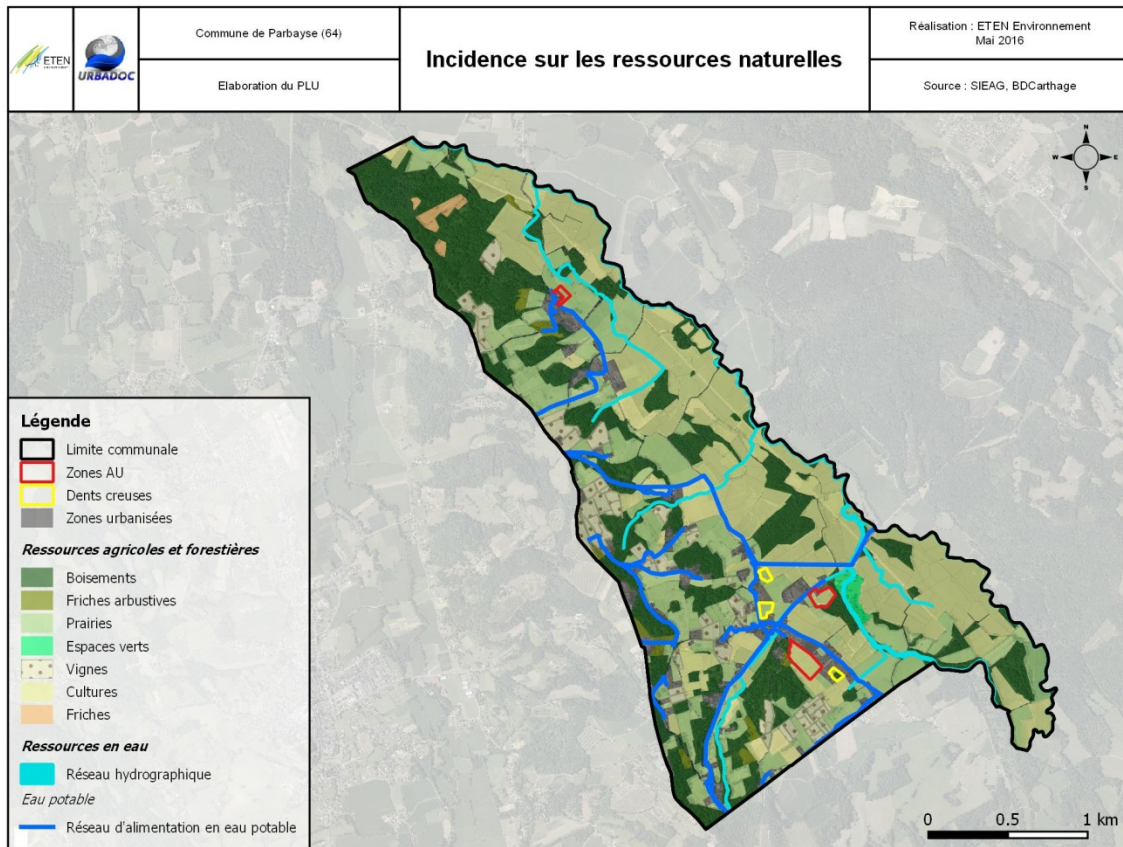 ETEN
URBADOC
Commune de Parbayse (64)
Elaboration du PLU
Incidence sur les ressources naturelles
Réalisation : ETEN Environnement
Mai 2016
Source : SIEAG, BDCarthage
N
W
E
S
Légende
Limite communale
Zones AU
Dents creuses
Zones urbanisées
Ressources agricoles et forestières
Boisements
Friches arbustives
Prairies
Espaces verts
Vignes
Cultures
Friches
Ressources en eau
Réseau hydrographique
Eau potable
Réseau d'alimentation en eau potable
0 0.5 1 km